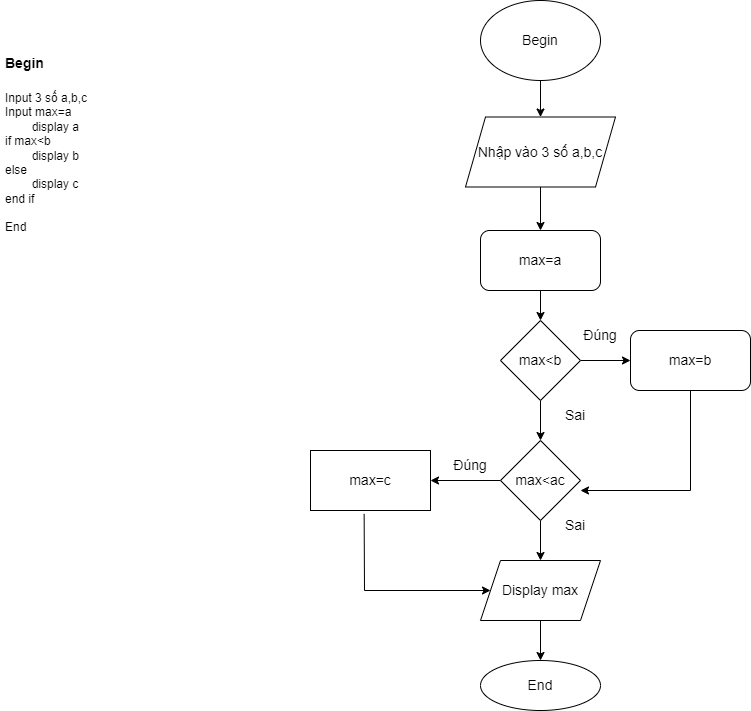 Begin
Input 3 số a,b,c
Input max=a
display a
if max<b
display b
else
display c
end if
End
Begin
Nhập vào 3 số a,b,c
max=a
max<b
Đúng
max=b
Sai
max<ac
Đúng
max=c
Sai
Display max
End